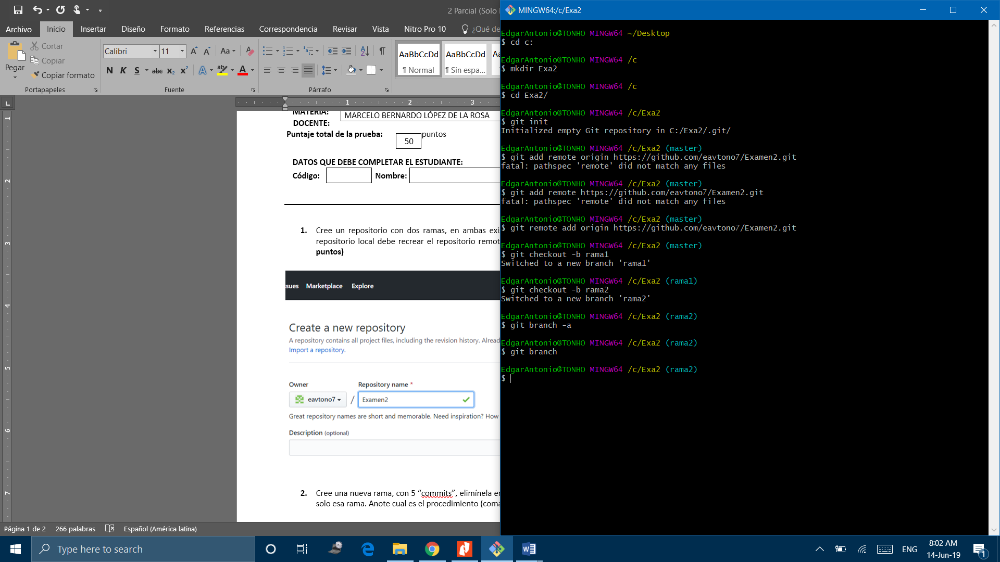 2 Parcial (Solo
MINGW64:/c/Exa2
Archivo Inicio Insertar Diseño Formato Referencias Correspondencia Revisar Vista Nitro Pro 10 ¿Qué de
Pegar
Cortar
Copiar
Copiar formato
Portapapeles
Calibri 11
Fuente
Párrafo
AaBbCcDd AaBbCcDd
¶ Normal ¶ Sin espa...
MATERIA: MARCELO BERNARDO LÓPEZ DE LA ROSA
DOCENTE:
Puntaje total de la prueba: 50 puntos
DATOS QUE DEBE COMPLETAR EL ESTUDIANTE:
Código: Nombre:
1. Cree un repositorio con dos ramas, en ambas exi
repositorio local debe recrear el repositorio remot
puntos)
sues Marketplace Explore
Create a new repository
A repository contains all project files, including the revision history. Alread
Import a repository.
Owner Repository name *
eavtono7 / Examen2
Great repository names are short and memorable. Need inspiration? How
Description (optional)
2. Cree una nueva rama, con 5 “commits”, elimínela en
solo esa rama. Anote cual es el procedimiento (coma
Página 1 de 2 266 palabras Español (América latina)
EdgarAntonio@TONHO MINGW64 ~/Desktop
$ cd c:
EdgarAntonio@TONHO MINGW64 /c
$ mkdir Exa2
EdgarAntonio@TONHO MINGW64 /c
$ cd Exa2/
EdgarAntonio@TONHO MINGW64 /c/Exa2
$ git init
Initialized empty Git repository in C:/Exa2/.git/
EdgarAntonio@TONHO MINGW64 /c/Exa2 (master)
$ git add remote origin https://github.com/eavtono7/Examen2.git
fatal: pathspec 'remote' did not match any files
EdgarAntonio@TONHO MINGW64 /c/Exa2 (master)
$ git add remote https://github.com/eavtono7/Examen2.git
fatal: pathspec 'remote' did not match any files
EdgarAntonio@TONHO MINGW64 /c/Exa2 (master)
$ git remote add origin https://github.com/eavtono7/Examen2.git
EdgarAntonio@TONHO MINGW64 /c/Exa2 (master)
$ git checkout -b rama1
Switched to a new branch 'rama1'
EdgarAntonio@TONHO MINGW64 /c/Exa2 (rama1)
$ git checkout -b rama2
Switched to a new branch 'rama2'
EdgarAntonio@TONHO MINGW64 /c/Exa2 (rama2)
$ git branch -a
EdgarAntonio@TONHO MINGW64 /c/Exa2 (rama2)
$ git branch
EdgarAntonio@TONHO MINGW64 /c/Exa2 (rama2)
$
Type here to search
ENG
8:02 AM
14-Jun-19
1